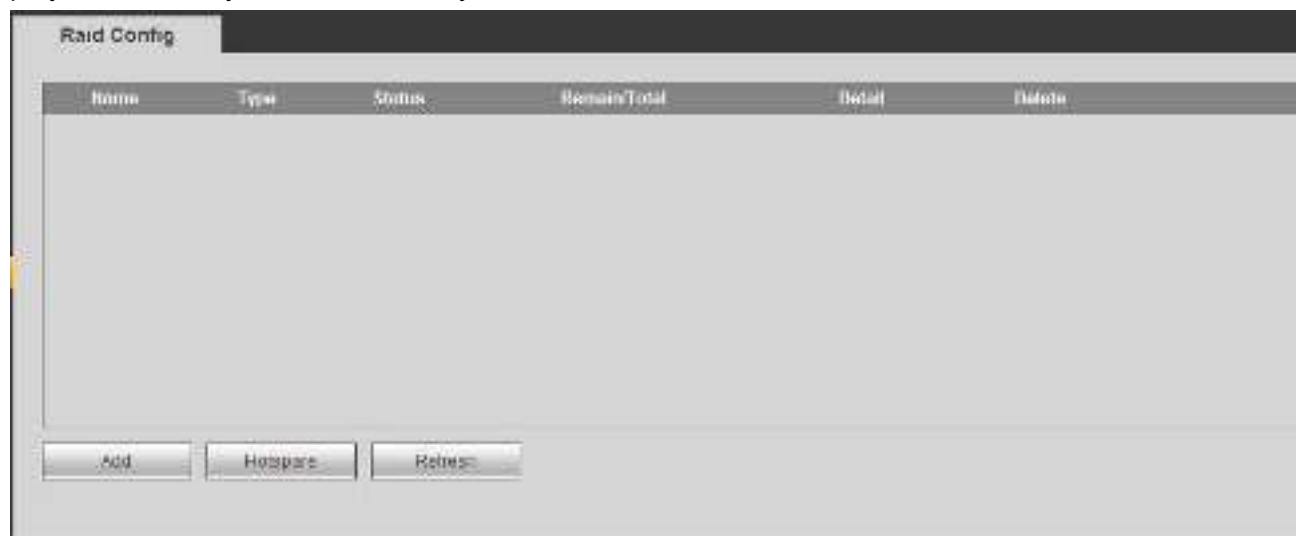 Raid Config
Name Type Status Remain/Total Detail Delete
Add Hotspare Refresh